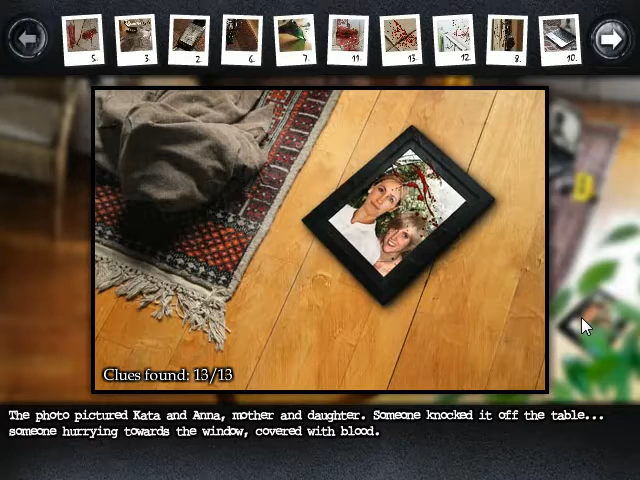 5. 3. 2. 6. 7. 11. 13. 12. 8. 10.
Clues found: 13/13
The photo pictured Kata and Anna, mother and daughter. Someone knocked it off the table...
someone hurrying towards the window, covered with blood.